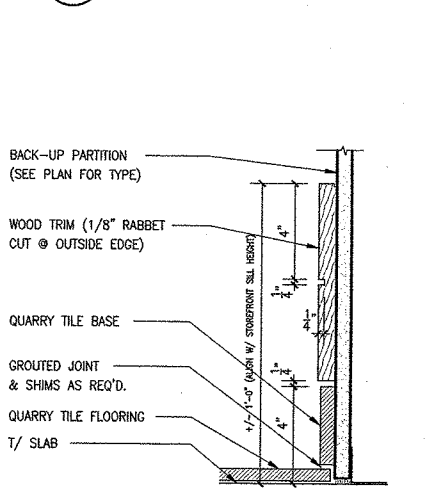 BACK-UP PARTITION
(SEE PLAN FOR TYPE)
WOOD TRIM (1/8" RABBET
CUT @ OUTSIDE EDGE)
QUARRY TILE BASE
GROUTED JOINT
& SHIMS AS REQ'D.
QUARRY TILE FLOORING
T/ SLAB
+/- 1'-0" (ALIGN W/ STOREFRONT SILL HEIGHT)
4"
1/4"
1/4"
1/4"
4"